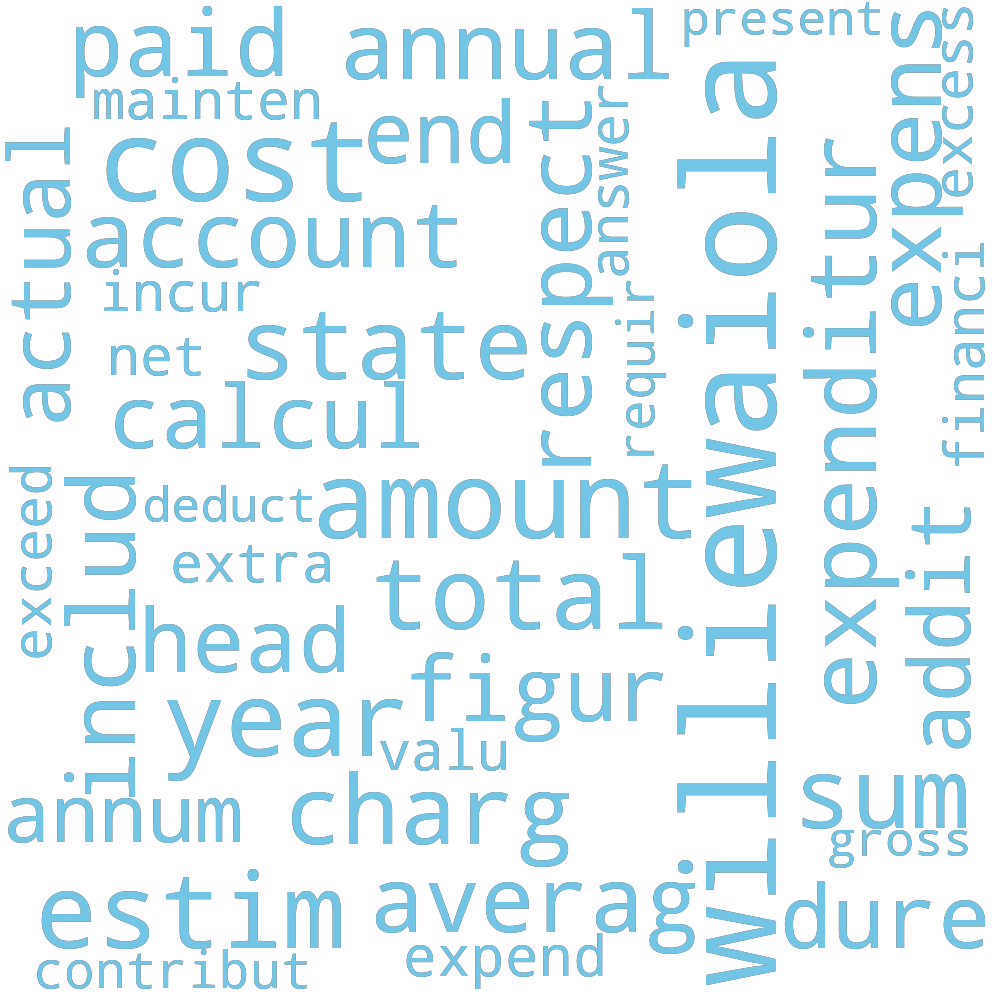 paid
annual
present
mainten
cost
end
respect
answer
williewaiola
expens
excess
actual
account
incur
net
state
calcul
requir
expenditur
financi
exceed
includ
deduct
amount
extra
total
addit
head
figur
year
valu
annum
charg
sum
gross
estim
averag
dure
contribut
expend